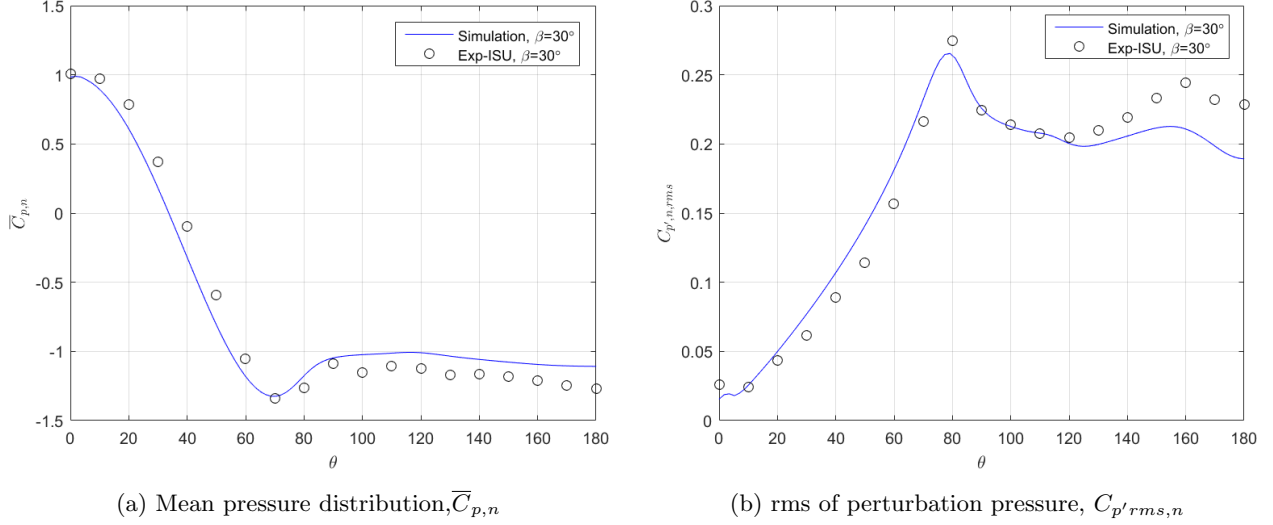 1.5
1
0.5
0
-0.5
-1
-1.5
0 20 40 60 80 100 120 140 160 180
θ
C̅p,n
Simulation, β=30°
Exp-ISU, β=30°
(a) Mean pressure distribution,C̅p,n
0.3
0.25
0.2
0.15
0.1
0.05
0
0 20 40 60 80 100 120 140 160 180
θ
Cp′,n,rms
Simulation, β=30°
Exp-ISU, β=30°
(b) rms of perturbation pressure, Cp′rms,n